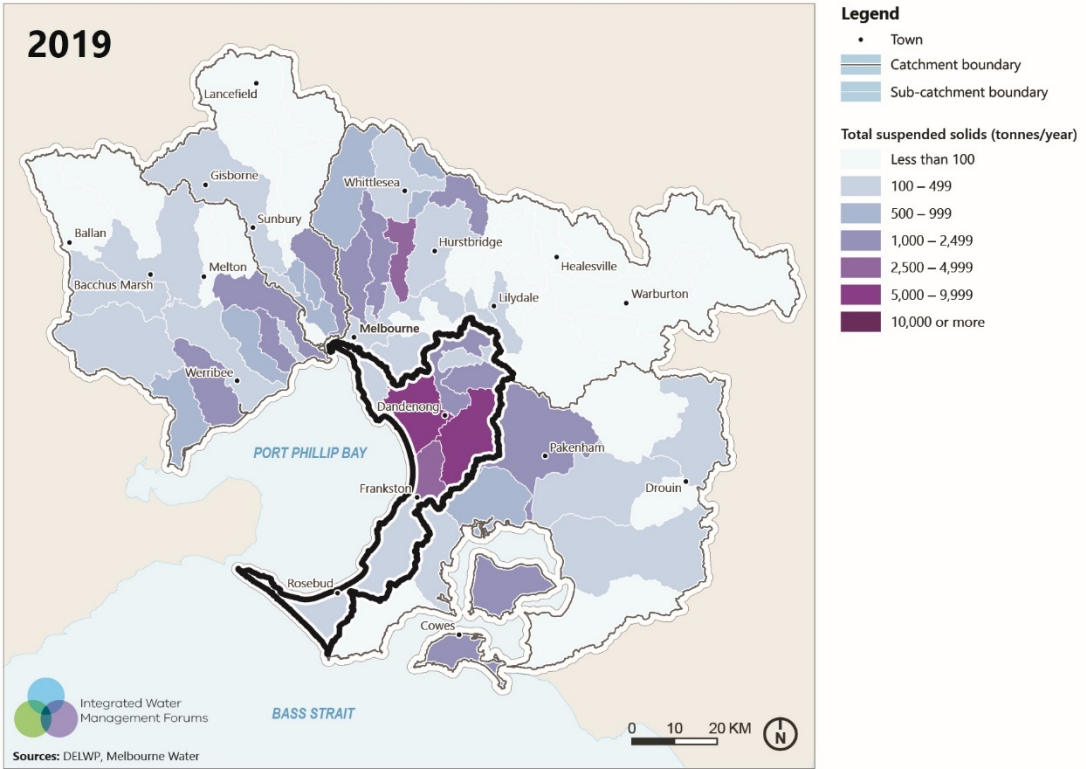 2019
Lancefield
Gisborne
Whittlesea
Sunbury
Ballan
Hurstbridge
Healesville
Melton
Bacchus Marsh
Lilydale
Warburton
Melbourne
Werribee
Dandenong
PORT PHILLIP BAY
Pakenham
Frankston
Drouin
Rosebud
Cowes
Integrated Water
Management Forums
BASS STRAIT
0 10 20 KM
N
Sources: DELWP, Melbourne Water
Legend
Town
Catchment boundary
Sub-catchment boundary
Total suspended solids (tonnes/year)
Less than 100
100 – 499
500 – 999
1,000 – 2,499
2,500 – 4,999
5,000 – 9,999
10,000 or more